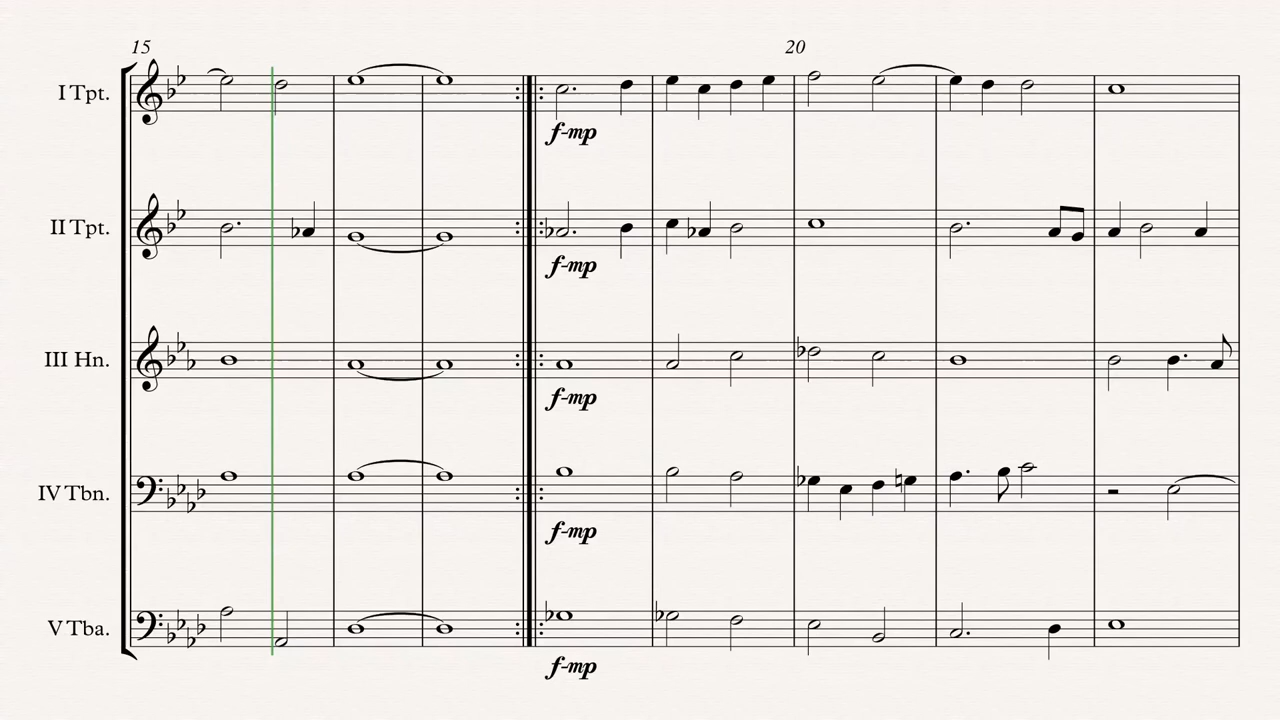 15 20
I Tpt.
f-mp
II Tpt.
f-mp
III Hn.
f-mp
IV Tbn.
f-mp
V Tba.
f-mp